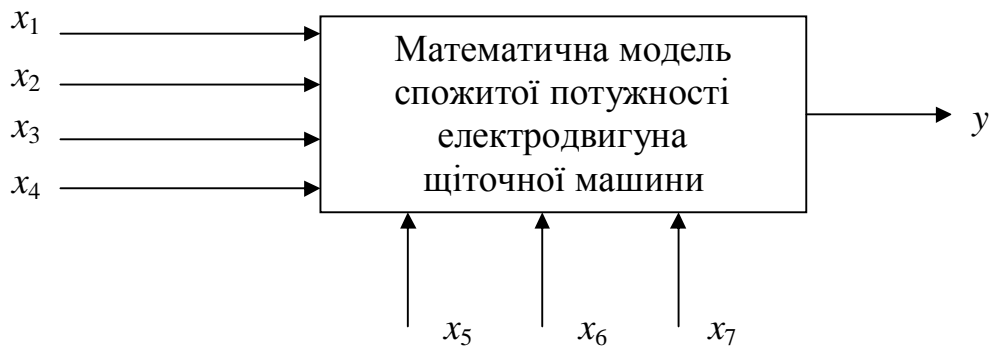 x1
x2
x3
x4
Математична модель
спожитої потужності
електродвигуна
щіточної машини
y
x5
x6
x7